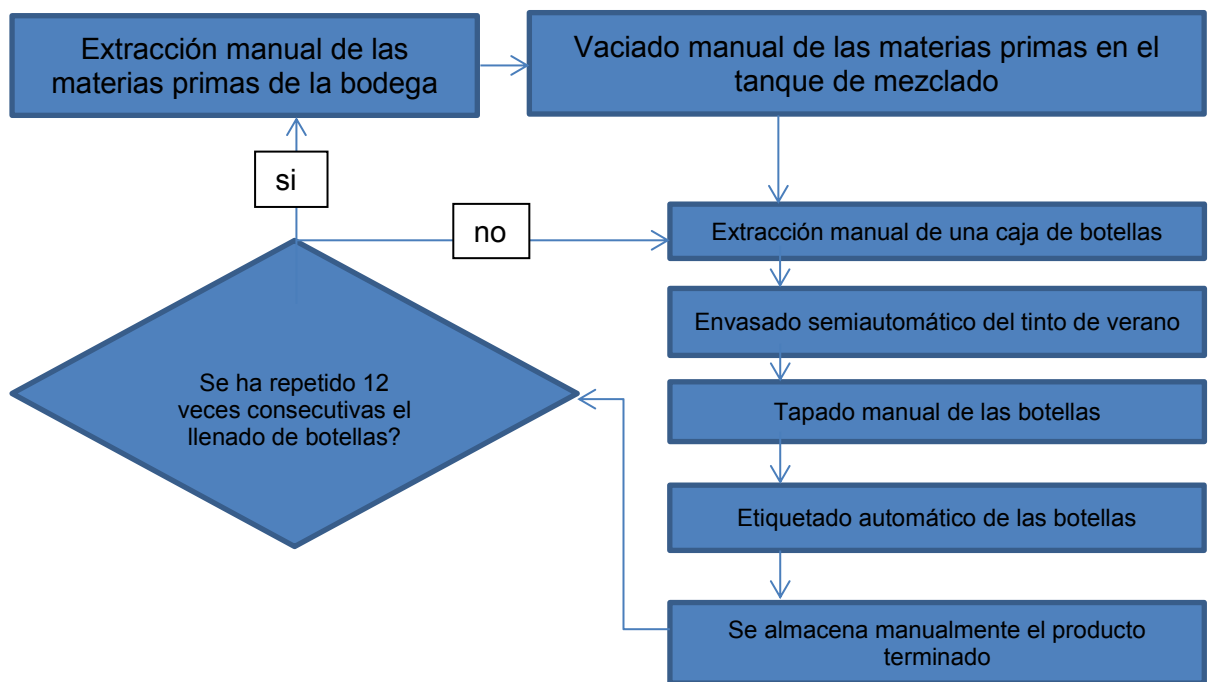 Extracción manual de las
materias primas de la bodega
Vaciado manual de las materias primas en el
tanque de mezclado
si
no
Extracción manual de una caja de botellas
Envasado semiautomático del tinto de verano
Se ha repetido 12
veces consecutivas el
llenado de botellas?
Tapado manual de las botellas
Etiquetado automático de las botellas
Se almacena manualmente el producto
terminado